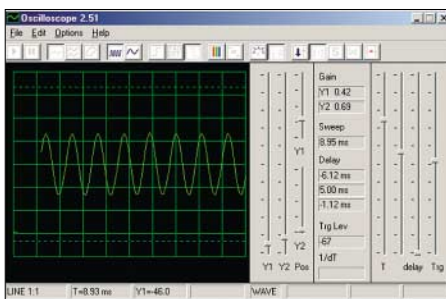 Oscilloscope 2.51
File Edit Options Help
Gain
Y1 0.42
Y2 0.69
Sweep
8.95 ms
Delay
-6.12 ms
5.00 ms
-1.12 ms
Trig Lev
-67
1/dT
Y1
Y2
Y1 Y2 Pos
T delay Trig
LINE 1:1 T=8.93 ms Y1=-46.0 WAVE